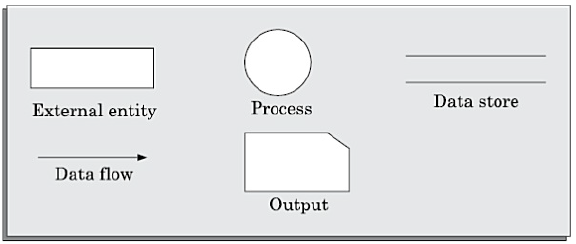 External entity
Process
Data store
Data flow
Output